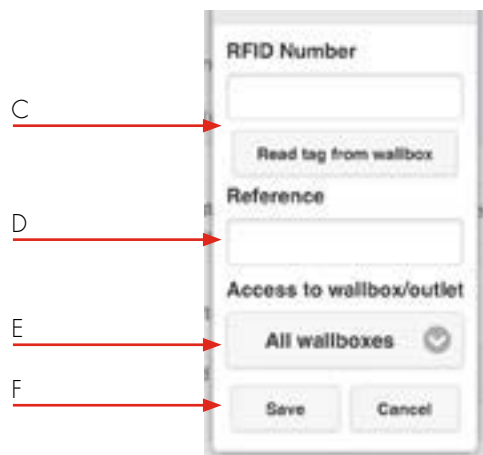 RFID Number
C
Read tag from wallbox
Reference
D
Access to wallbox/outlet
E
All wallboxes
F
Save Cancel